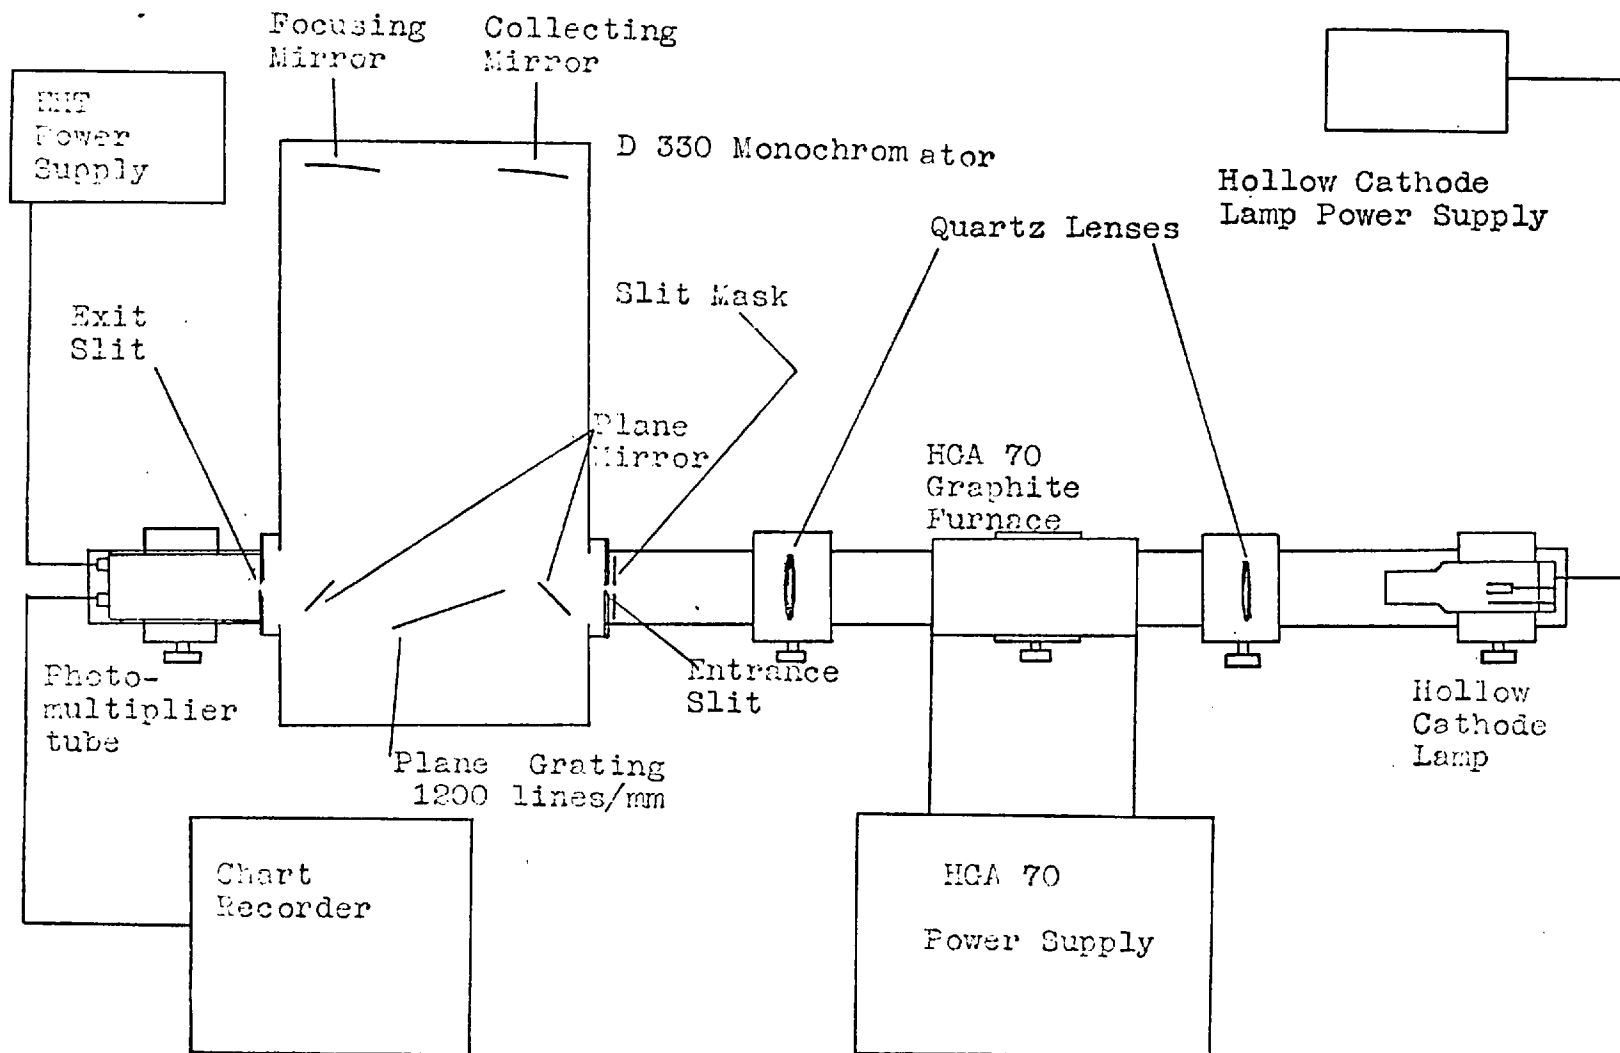 Focusing
Mirror
Collecting
Mirror
EHT
Power
Supply
D 330 Monochromator
Hollow Cathode
Lamp Power Supply
Quartz Lenses
Slit Mask
Exit
Slit
Plane
Mirror
HGA 70
Graphite
Furnace
Photo-
multiplier
tube
Entrance
Slit
Hollow
Cathode
Lamp
Plane Grating
1200 lines/mm
Chart
Recorder
HGA 70
Power Supply